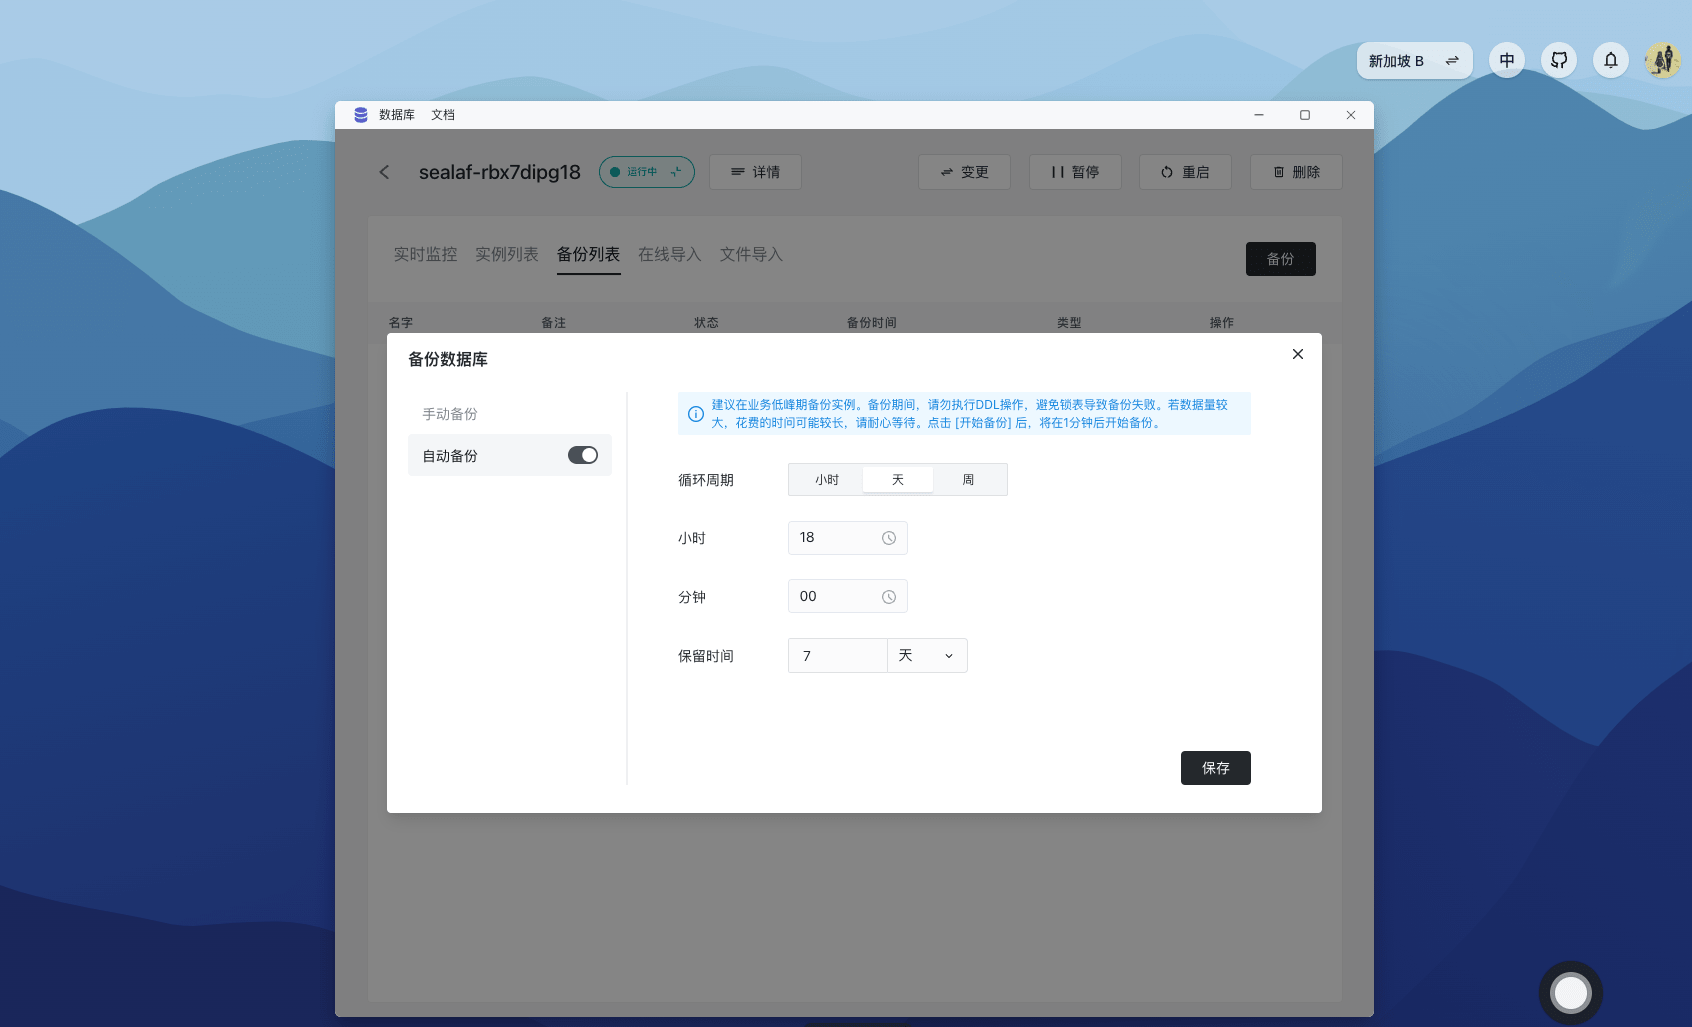 新加坡 B
中
数据库 文档
sealaf-rbx7dipg18 运行中 详情 变更 暂停 重启 删除
实时监控 实例列表 备份列表 在线导入 文件导入 备份
名字 备注 状态 备份时间 类型 操作
备份数据库
手动备份
自动备份
建议在业务低峰期备份实例。备份期间，请勿执行DDL操作，避免锁表导致备份失败。若数据量较
大，花费的时间可能较长，请耐心等待。点击 [开始备份] 后，将在1分钟后开始备份。
循环周期 小时 天 周
小时 18
分钟 00
保留时间 7 天
保存